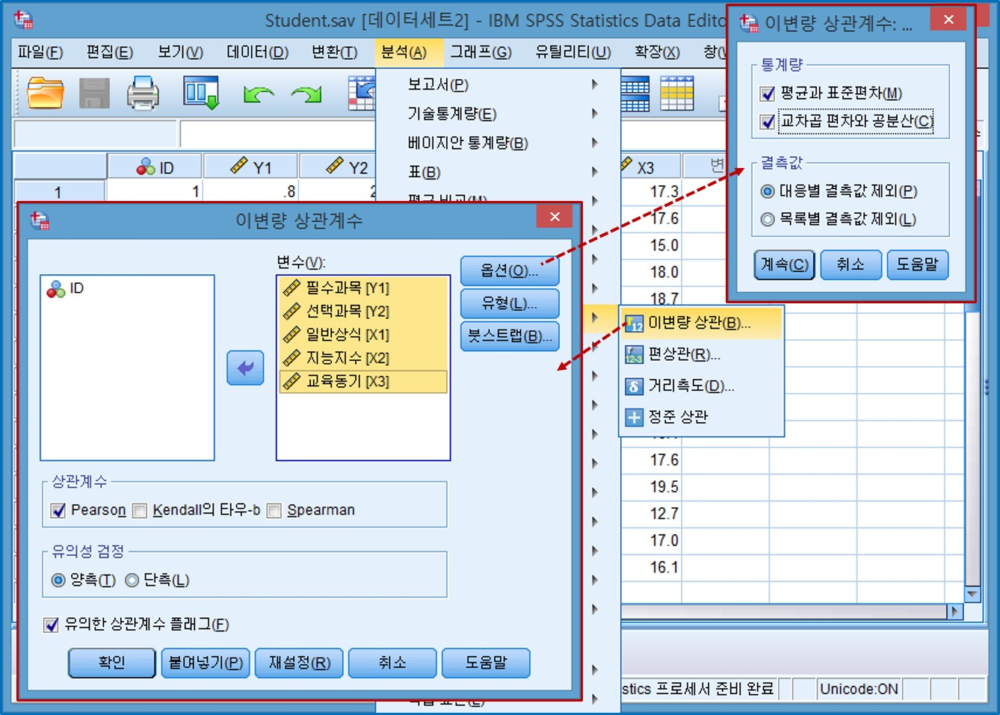 Student.sav [데이터세트2] - IBM SPSS Statistics Data Edito
파일(F) 편집(E) 보기(V) 데이터(D) 변환(T) 분석(A) 그래프(G) 유틸리티(U) 확장(X) 창(
보고서(P)
기술통계량(E)
베이지안 통계량(B)
표(B)
ID Y1 Y2 X3
1 1 .8 2 17.3
17.6
15.0
18.0
18.7
17.6
19.5
12.7
17.0
16.1
이변량 상관(B)...
편상관(R)...
거리측도(D)...
정준 상관
이변량 상관계수
변수(V):
ID
필수과목 [Y1]
선택과목 [Y2]
일반상식 [X1]
지능지수 [X2]
교육동기 [X3]
옵션(O)...
유형(L)...
붓스트랩(B)...
상관계수
Pearson Kendall의 타우-b Spearman
유의성 검정
양측(T) 단측(L)
유의한 상관계수 플래그(F)
확인 붙여넣기(P) 재설정(R) 취소 도움말
이변량 상관계수: ...
통계량
평균과 표준편차(M)
교차곱 편차와 공분산(C)
결측값
대응별 결측값 제외(P)
목록별 결측값 제외(L)
계속(C) 취소 도움말
stics 프로세서 준비 완료 Unicode:ON